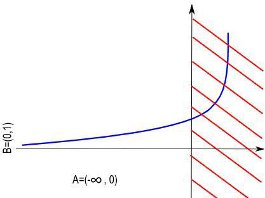 B=(0,1)
A=(-∞ , 0)